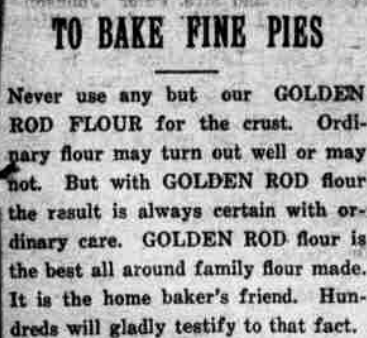 TO BAKE FINE PIES
Never use any but our GOLDEN
ROD FLOUR for the crust. Ordi-
nary flour may turn out well or may
not. But with GOLDEN ROD flour
the result is always certain with or-
dinary care. GOLDEN ROD flour is
the best all around family flour made.
It is the home baker's friend. Hun-
dreds will gladly testify to that fact.